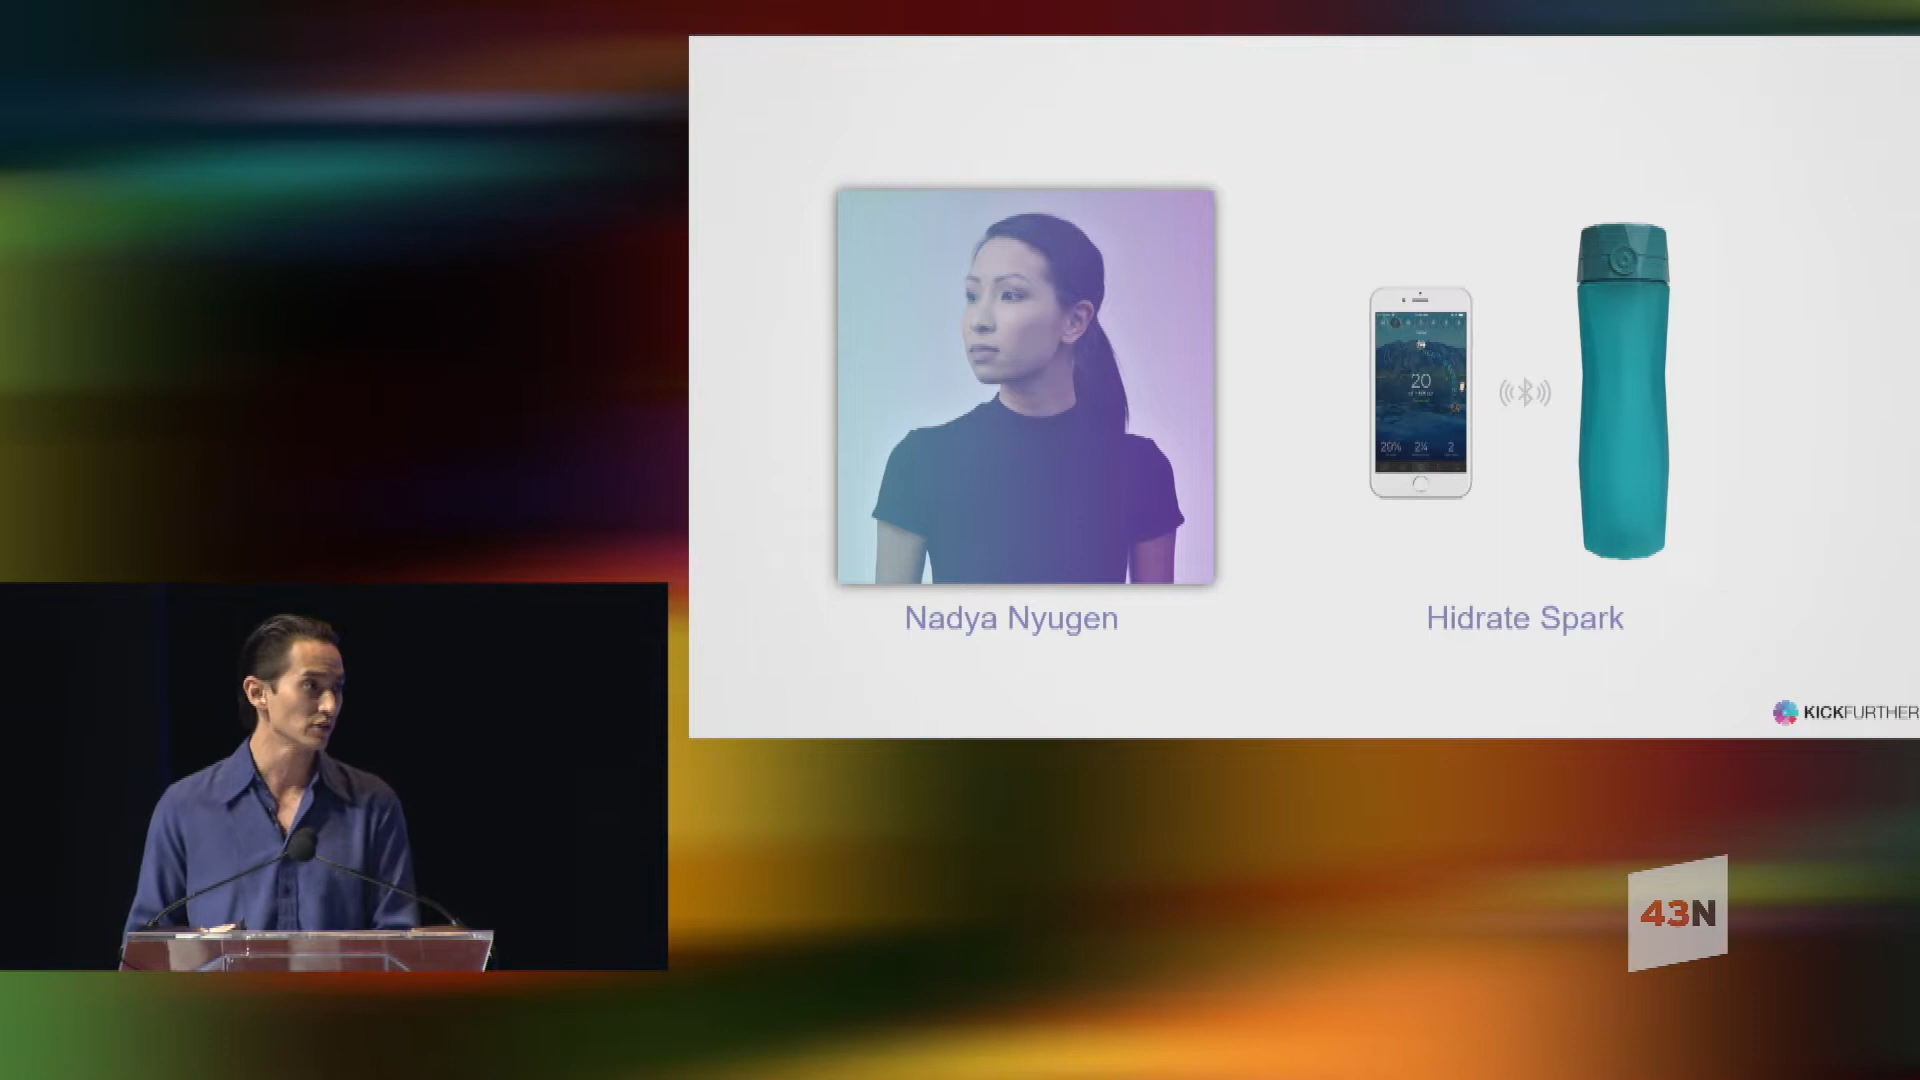 20
20%
2¼
2
Nadya Nyugen
Hidrate Spark
KICKFURTHER
43N